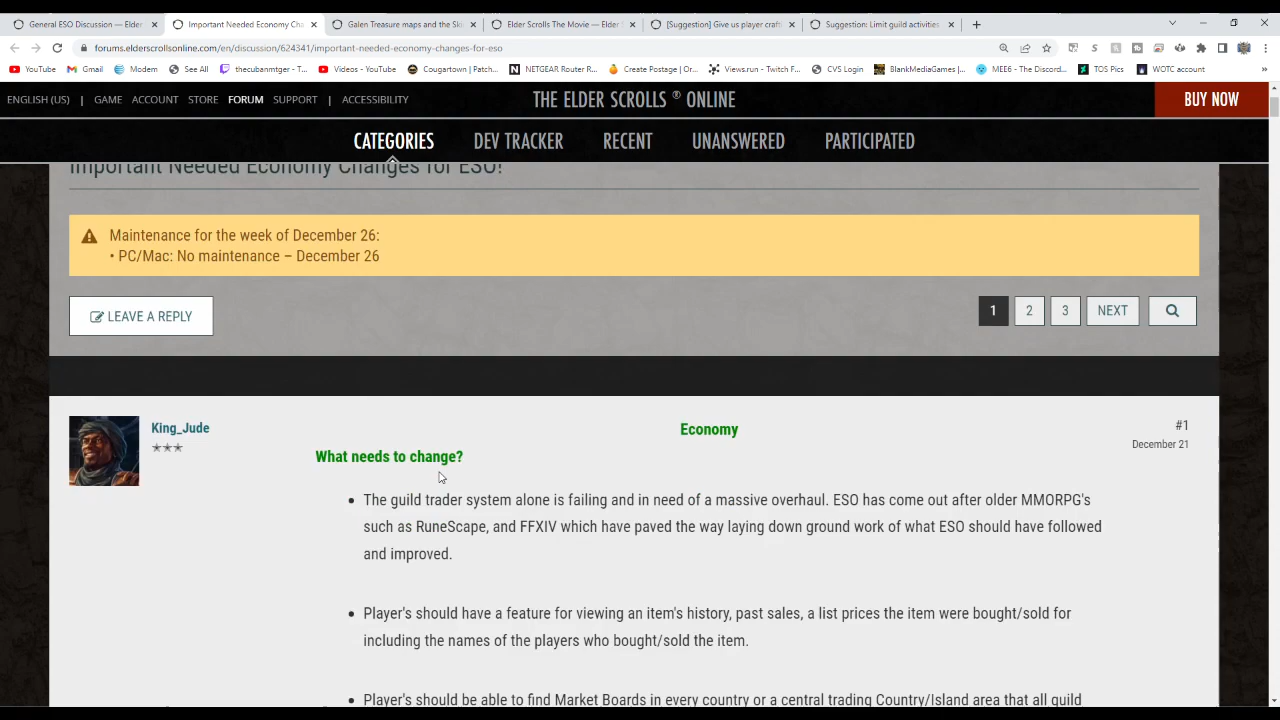 General ESO Discussion — Elder
Important Needed Economy Cha
Galen Treasure maps and the Ski
Elder Scrolls The Movie — Elder S
[Suggestion] Give us player craft
Suggestion: Limit guild activities
forums.elderscrollsonline.com/en/discussion/624341/important-needed-economy-changes-for-eso
YouTube
Gmail
Modem
See All
thecubanmtger - T...
Videos - YouTube
Cougartown | Patch...
NETGEAR Router R...
Create Postage | Or...
Views.run - Twitch F...
CVS Login
BlankMediaGames |...
MEE6 - The Discord...
TOS Pics
WOTC account
»
ENGLISH (US) | GAME ACCOUNT STORE FORUM SUPPORT | ACCESSIBILITY
THE ELDER SCROLLS ® ONLINE
BUY NOW
CATEGORIES DEV TRACKER RECENT UNANSWERED PARTICIPATED
Important Needed Economy Changes for ESO!
Maintenance for the week of December 26:
• PC/Mac: No maintenance – December 26
LEAVE A REPLY
1 2 3 NEXT
King_Jude
Economy
#1
December 21
What needs to change?
• The guild trader system alone is failing and in need of a massive overhaul. ESO has come out after older MMORPG's
such as RuneScape, and FFXIV which have paved the way laying down ground work of what ESO should have followed
and improved.
• Player's should have a feature for viewing an item's history, past sales, a list prices the item were bought/sold for
including the names of the players who bought/sold the item.
• Player's should be able to find Market Boards in every country or a central trading Country/Island area that all guild